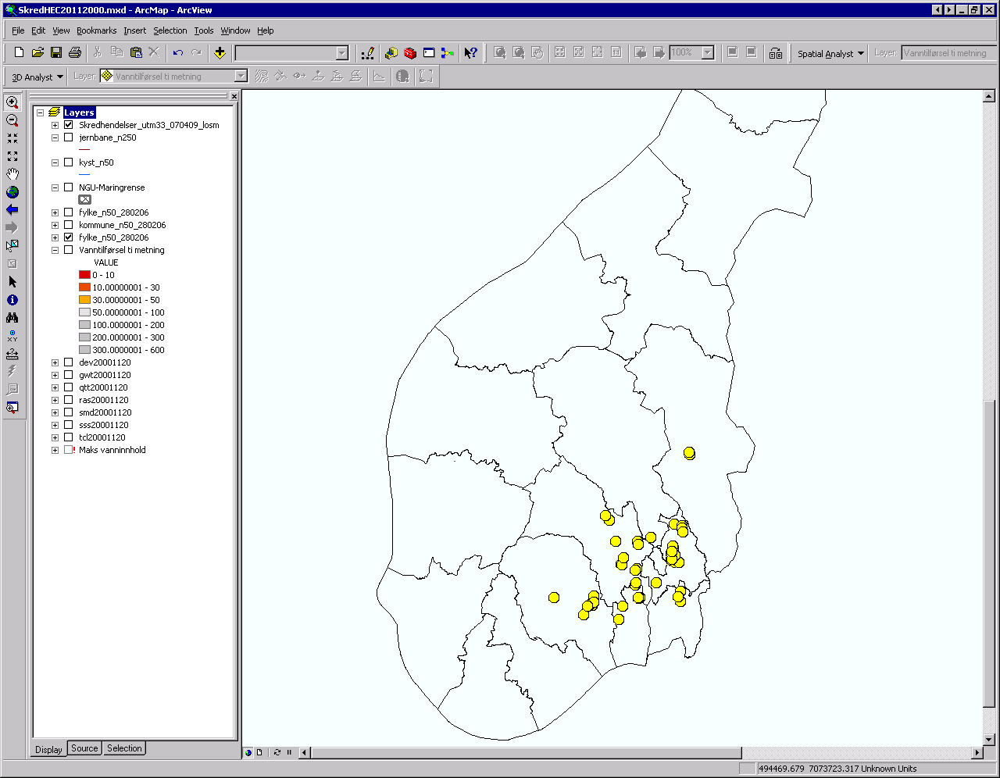 SkredHEC20112000.mxd - ArcMap - ArcView
File Edit View Bookmarks Insert Selection Tools Window Help
100% Spatial Analyst Layer: Vanntilførsel ti metning
3D Analyst Layer: Vanntilførsel ti metning
Layers
Skredhendelser_utm33_070409_losm
jernbane_n250
kyst_n50
NGU-Maringrense
fylke_n50_280206
kommune_n50_280206
fylke_n50_280206
Vanntilførsel ti metning
VALUE
0 - 10
10.00000001 - 30
30.00000001 - 50
50.00000001 - 100
100.0000001 - 200
200.0000001 - 300
300.0000001 - 600
dev20001120
gwt20001120
qtt20001120
ras20001120
smd20001120
sss20001120
tcl20001120
! Maks vanninnhold
XY
Display Source Selection
494469.679 7073723.317 Unknown Units